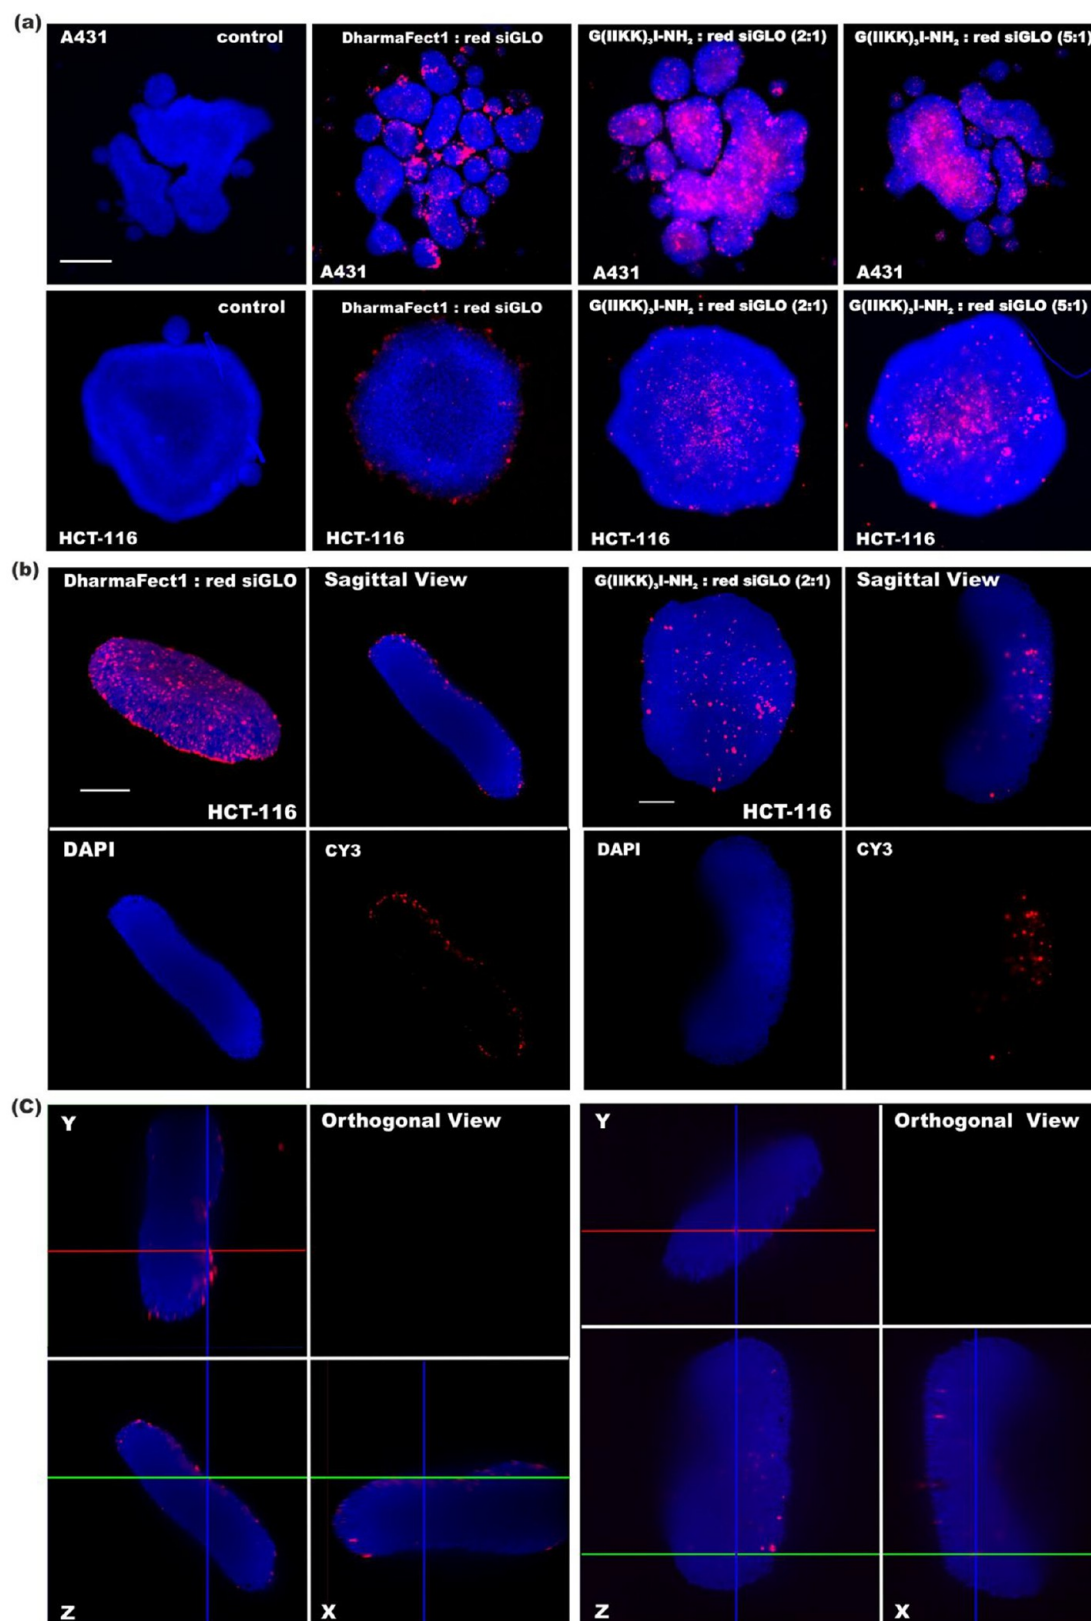 (a)
A431 control
DharmaFect1 : red siGLO
A431
G(IIKK)₃I-NH₂ : red siGLO (2:1)
A431
G(IIKK)₃I-NH₂ : red siGLO (5:1)
A431
control
HCT-116
DharmaFect1 : red siGLO
HCT-116
G(IIKK)₃I-NH₂ : red siGLO (2:1)
HCT-116
G(IIKK)₃I-NH₂ : red siGLO (5:1)
HCT-116
(b)
DharmaFect1 : red siGLO
HCT-116
Sagittal View
DAPI
CY3
G(IIKK)₃I-NH₂ : red siGLO (2:1)
HCT-116
Sagittal View
DAPI
CY3
(C)
Y
Orthogonal View
Z
X
Y
Orthogonal View
Z
X